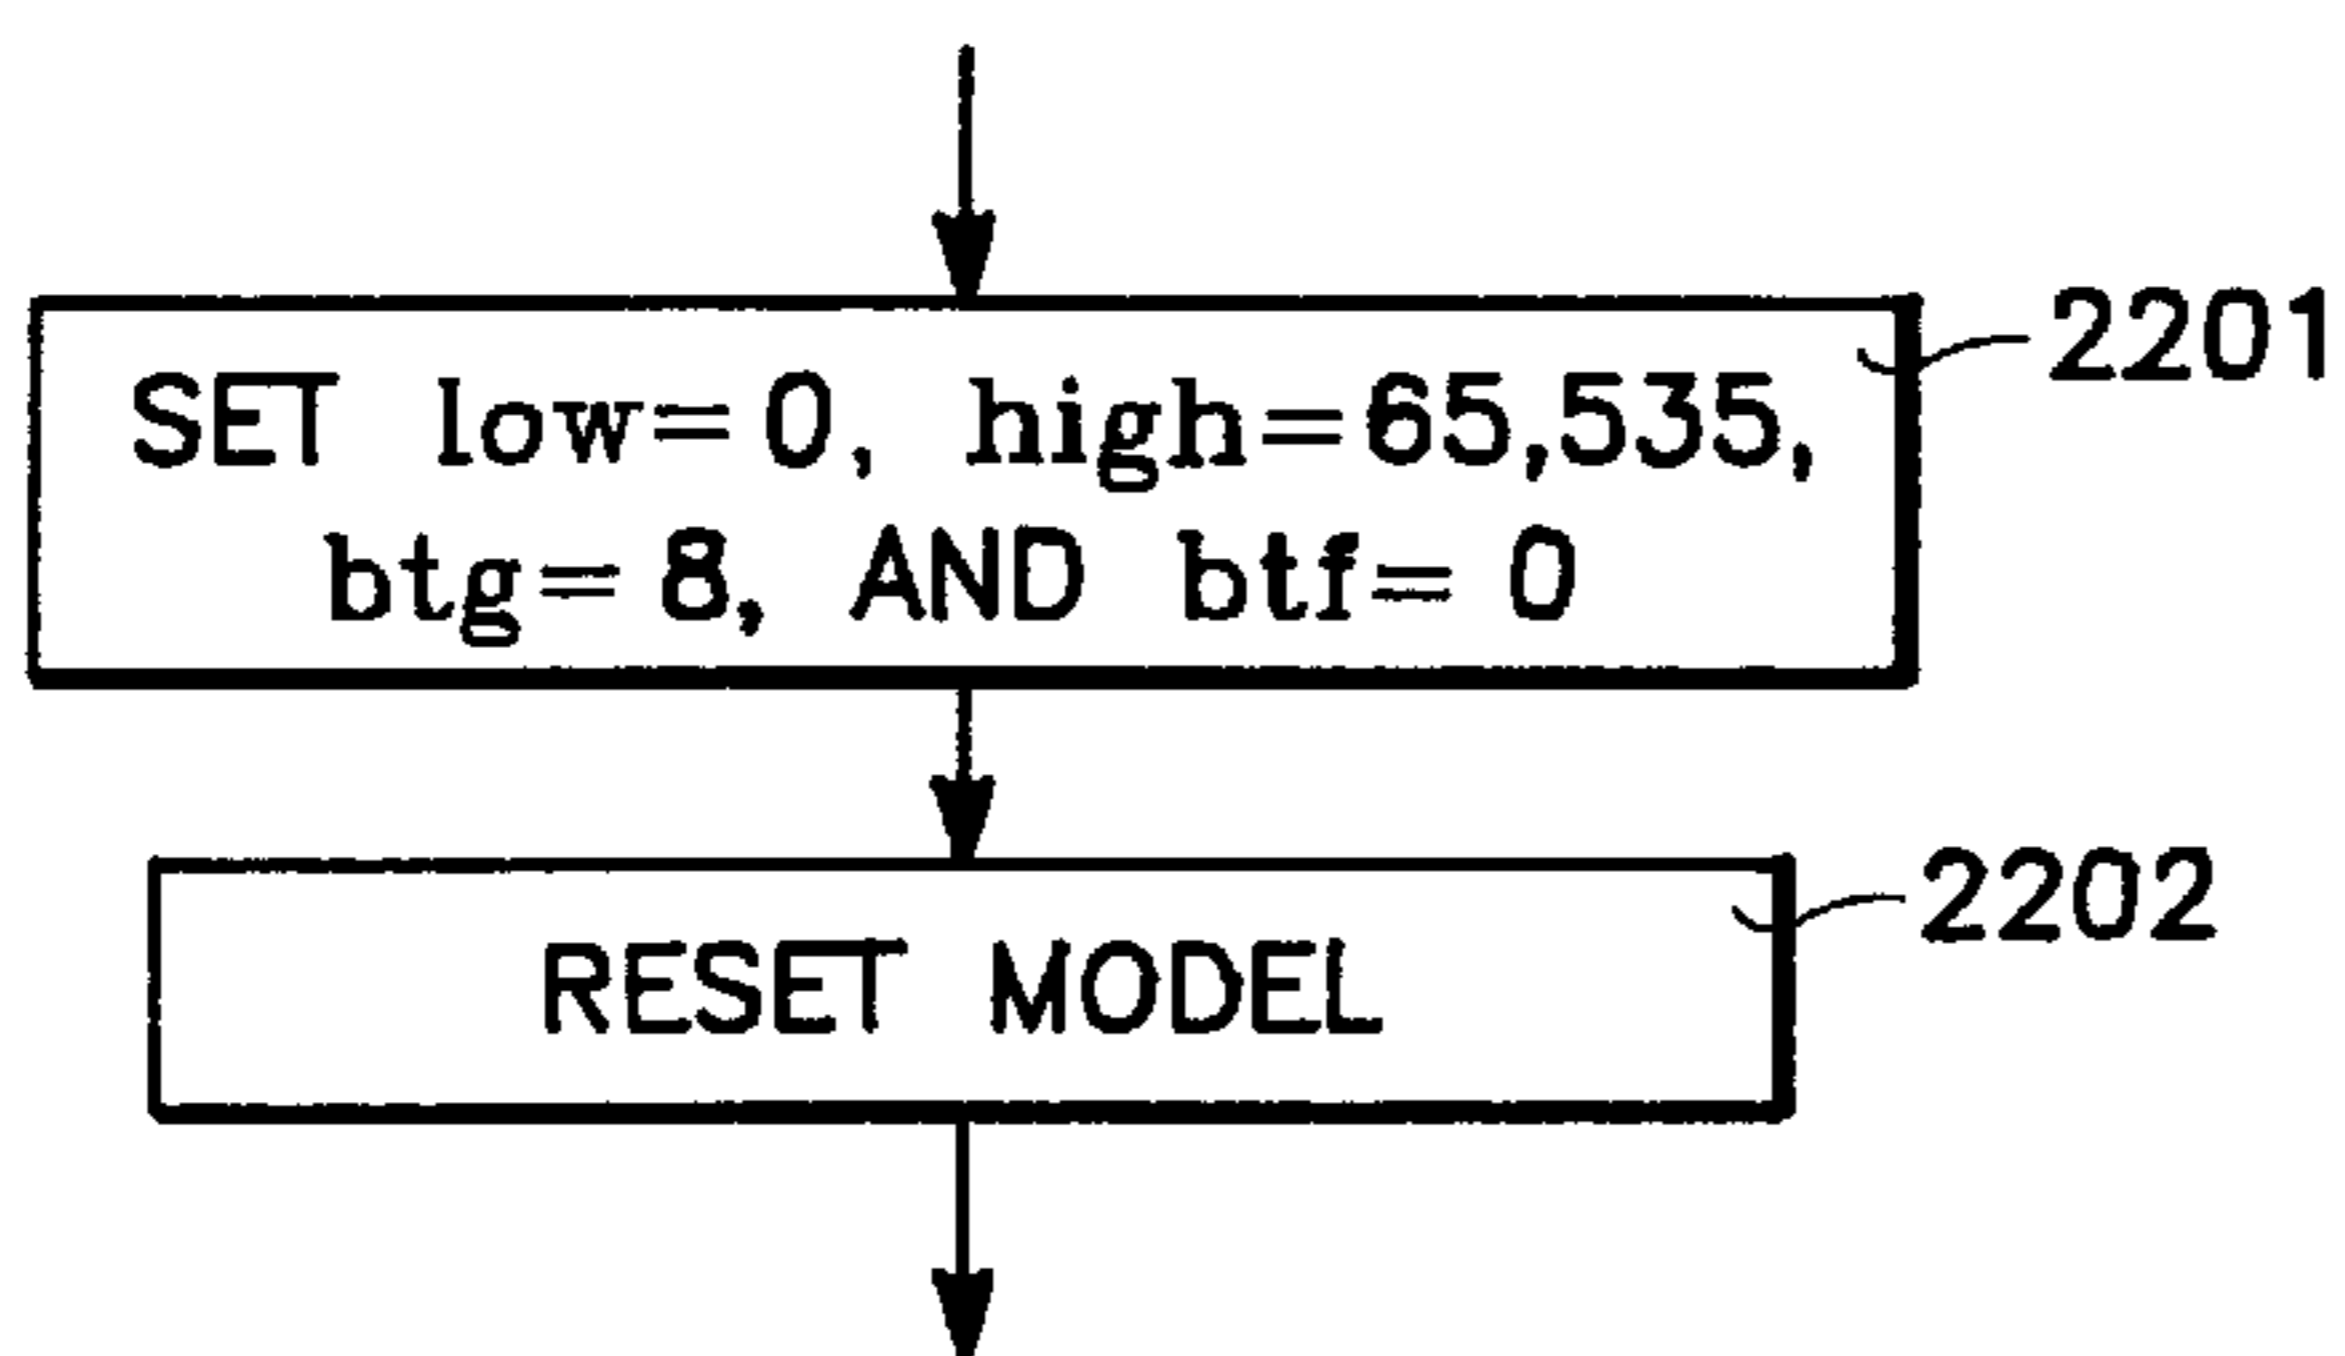 2201
SET low=0, high=65,535,
btg=8, AND btf=0
2202
RESET MODEL